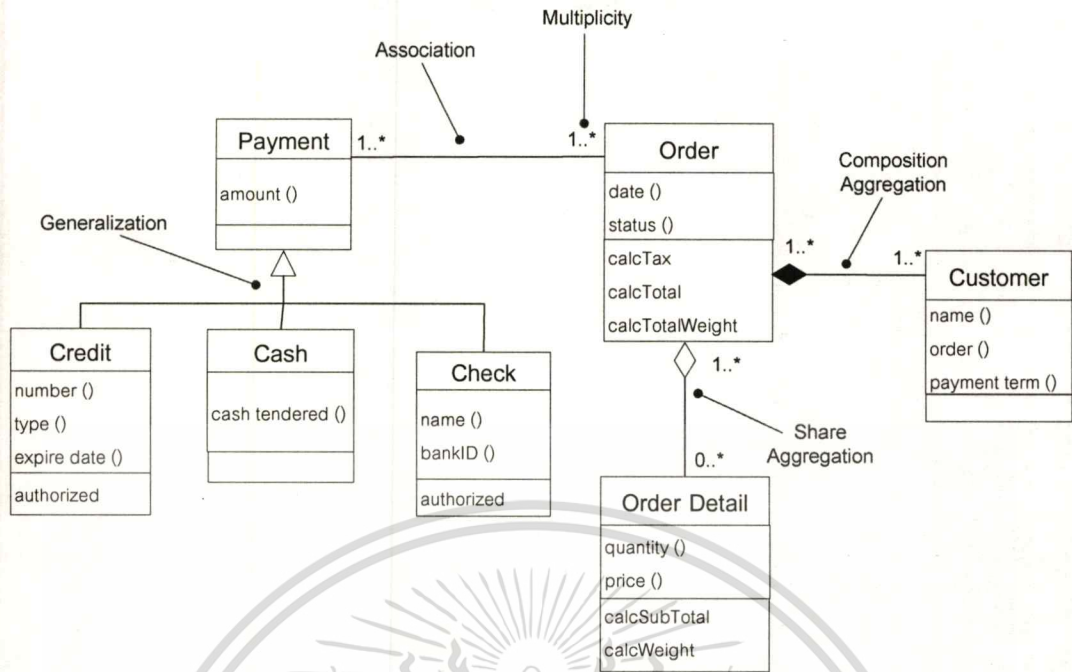 Multiplicity
Association
Payment
amount ()
1..*
1..*
Order
date ()
status ()
calcTax
calcTotal
calcTotalWeight
Composition
Aggregation
1..*
1..*
Customer
name ()
order ()
payment term ()
Generalization
Credit
number ()
type ()
expire date ()
authorized
Cash
cash tendered ()
Check
name ()
bankID ()
authorized
1..*
Share
Aggregation
0..*
Order Detail
quantity ()
price ()
calcSubTotal
calcWeight